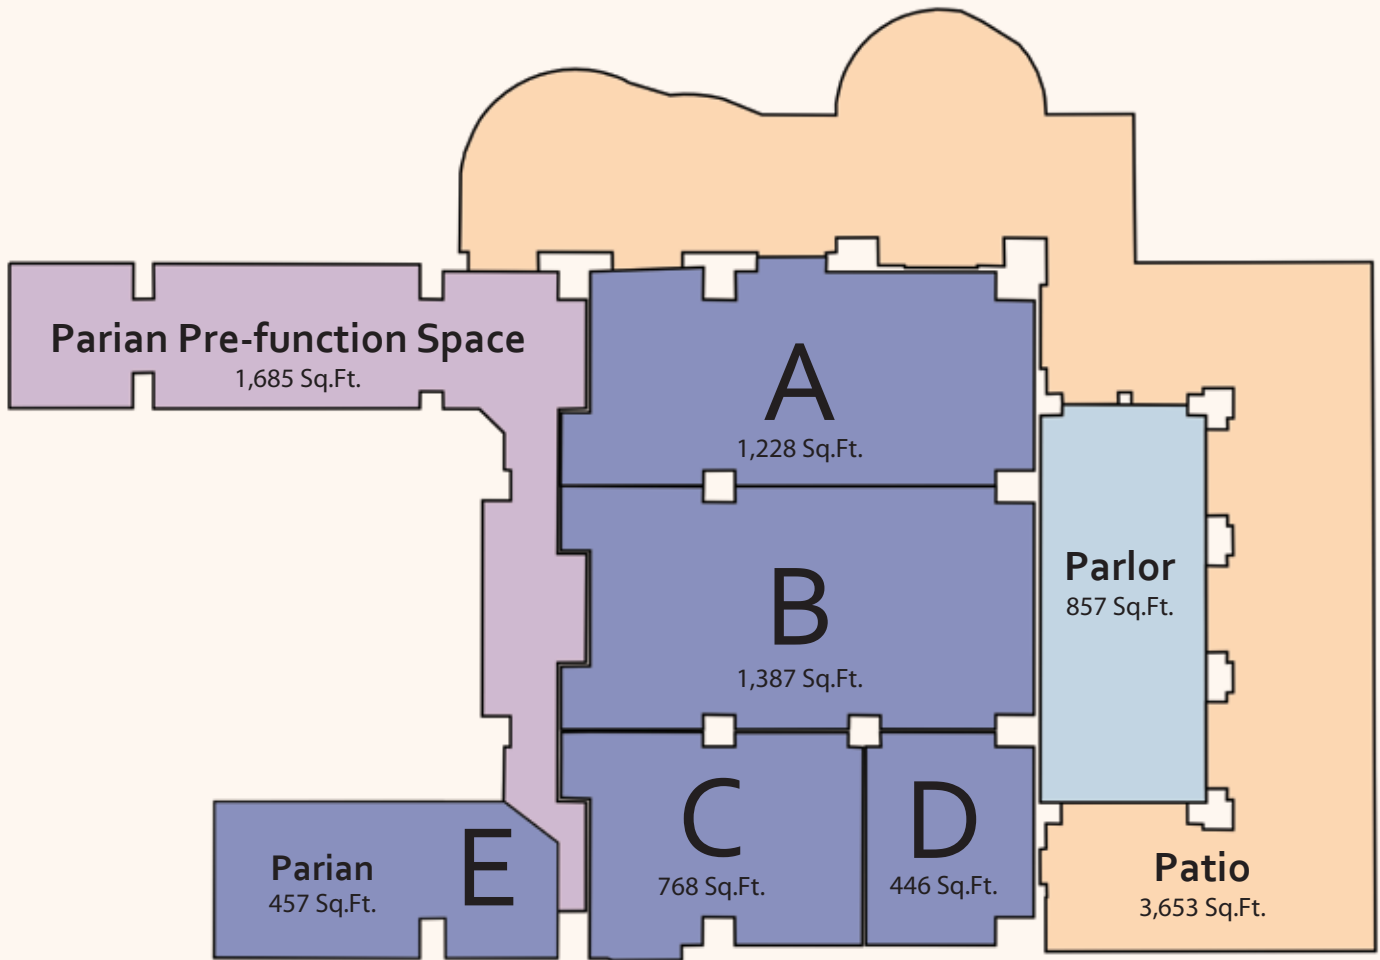 Parian Pre-function Space
1,685 Sq.Ft.
A
1,228 Sq.Ft.
B
1,387 Sq.Ft.
Parlor
857 Sq.Ft.
C
768 Sq.Ft.
D
446 Sq.Ft.
E
Parian
457 Sq.Ft.
Patio
3,653 Sq.Ft.